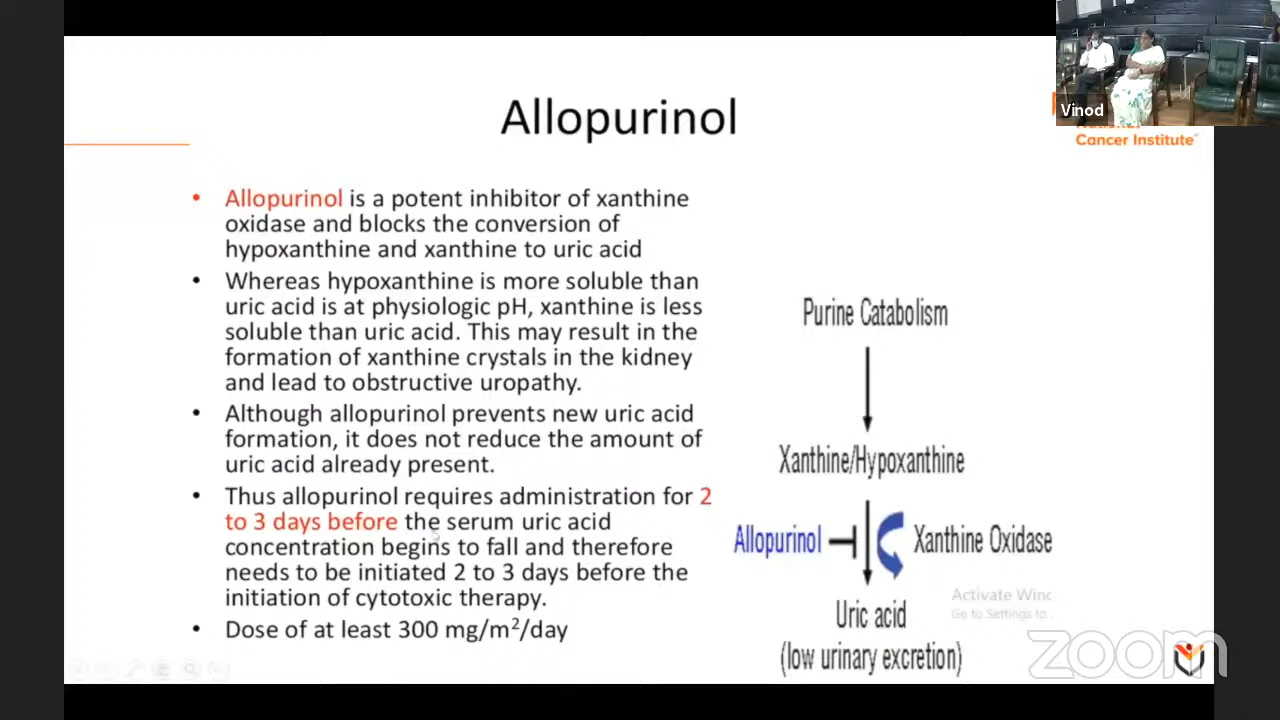 Vinod
Allopurinol
Cancer Institute
• Allopurinol is a potent inhibitor of xanthine
oxidase and blocks the conversion of
hypoxanthine and xanthine to uric acid
• Whereas hypoxanthine is more soluble than
uric acid is at physiologic pH, xanthine is less
soluble than uric acid. This may result in the
formation of xanthine crystals in the kidney
and lead to obstructive uropathy.
• Although allopurinol prevents new uric acid
formation, it does not reduce the amount of
uric acid already present.
• Thus allopurinol requires administration for 2
to 3 days before the serum uric acid
concentration begins to fall and therefore
needs to be initiated 2 to 3 days before the
initiation of cytotoxic therapy.
• Dose of at least 300 mg/m²/day
Purine Catabolism
Xanthine/Hypoxanthine
Allopurinol
Xanthine Oxidase
Uric acid
(low urinary excretion)
Activate Winc
Go to Settings to
zoom